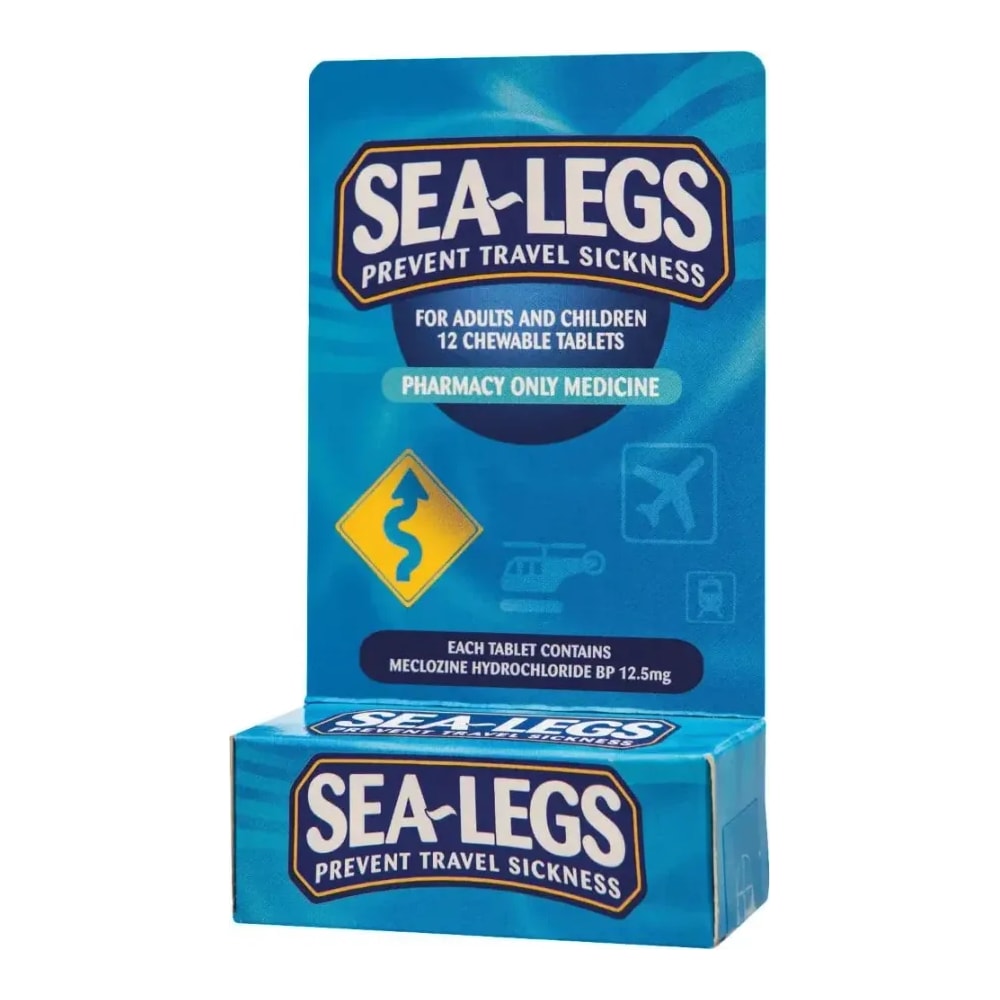 SEA-LEGS
PREVENT TRAVEL SICKNESS
FOR ADULTS AND CHILDREN
12 CHEWABLE TABLETS
PHARMACY ONLY MEDICINE
EACH TABLET CONTAINS
MECLOZINE HYDROCHLORIDE BP 12.5mg
SEA-LEGS
PREVENT TRAVEL SICKNESS
SEA-LEGS
PREVENT TRAVEL SICKNESS